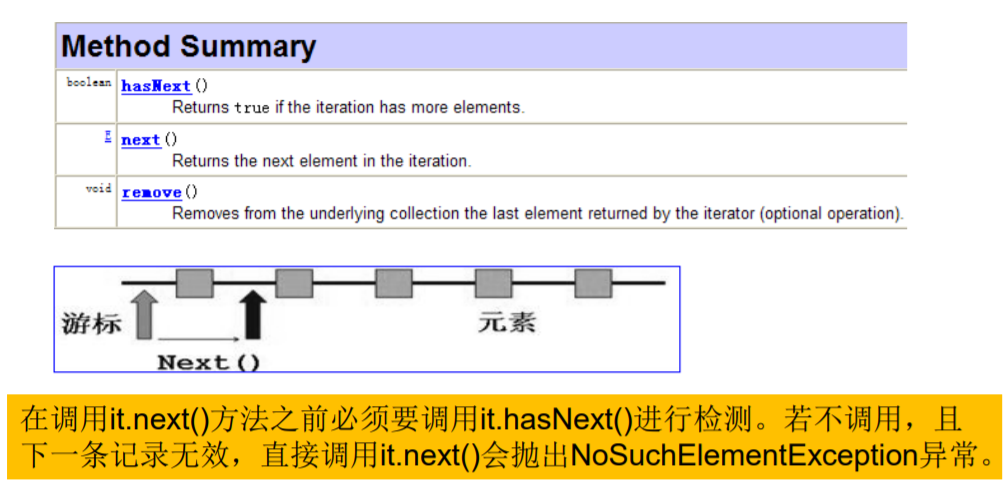 Method Summary
boolean hasNext()
Returns true if the iteration has more elements.
E next()
Returns the next element in the iteration.
void remove()
Removes from the underlying collection the last element returned by the iterator (optional operation).
游标
元素
Next()
在调用it.next()方法之前必须要调用it.hasNext()进行检测。若不调用，且
下一条记录无效，直接调用it.next()会抛出NoSuchElementException异常。